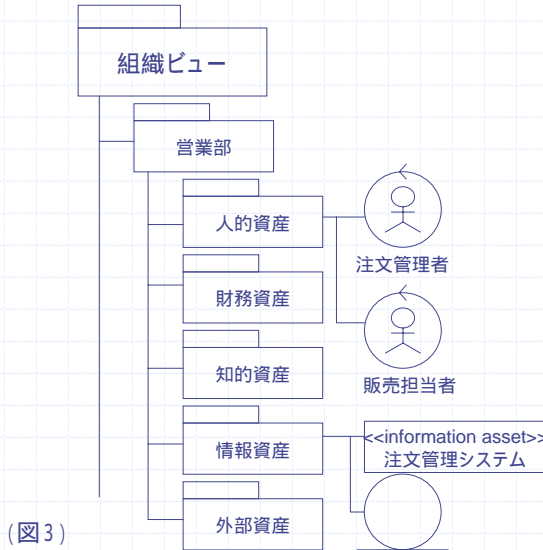 組織ビュー
営業部
人的資産
注文管理者
財務資産
販売担当者
知的資産
<<information asset>>
情報資産
注文管理システム
外部資産
(図3)